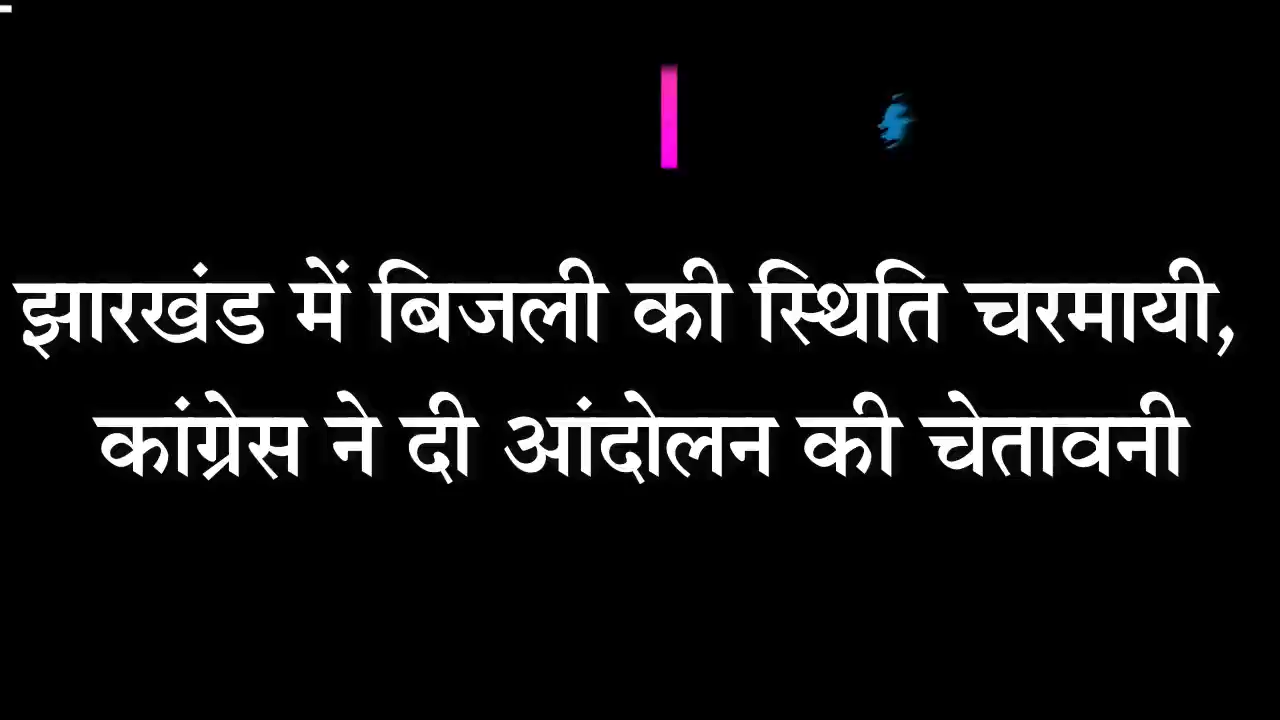 झारखंड में बिजली की स्थिति चरमायी,
कांग्रेस ने दी आंदोलन की चेतावनी